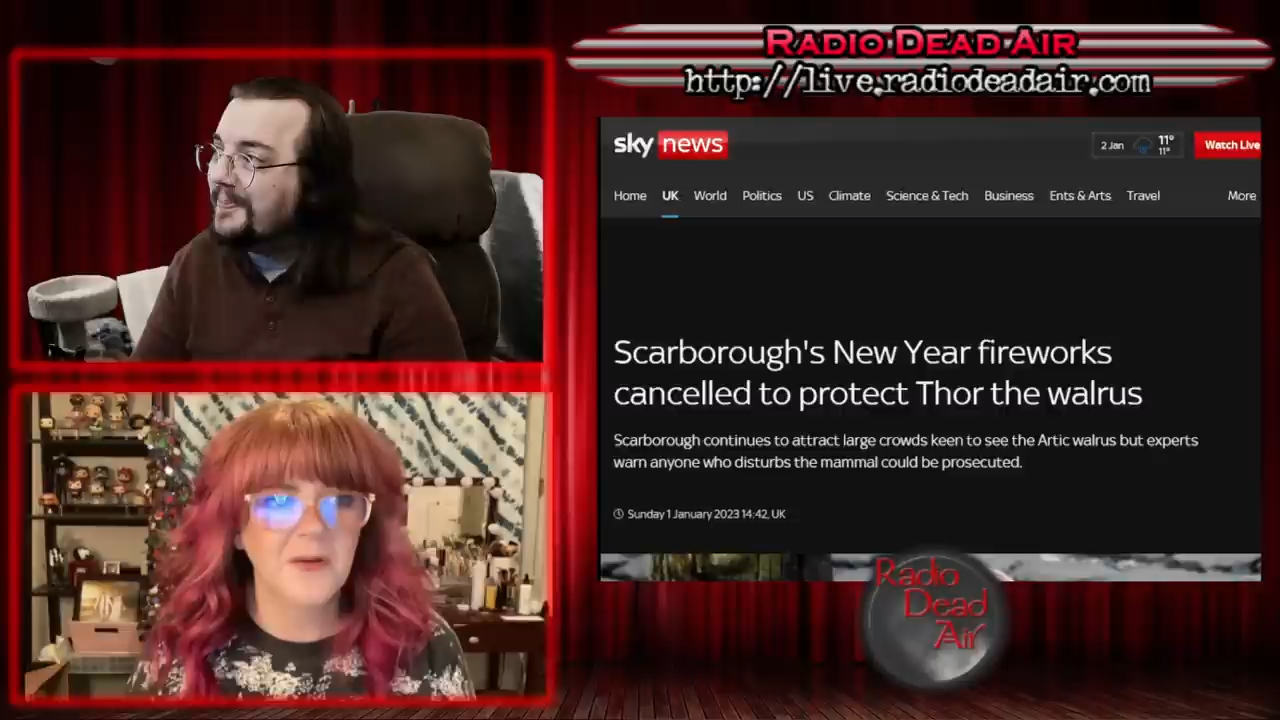 Radio Dead Air
http://live.radiodeadair.com
sky news
2 Jan
11°
11°
Watch Live
Home UK World Politics US Climate Science & Tech Business Ents & Arts Travel More
Scarborough's New Year fireworks
cancelled to protect Thor the walrus
Scarborough continues to attract large crowds keen to see the Artic walrus but experts
warn anyone who disturbs the mammal could be prosecuted.
Sunday 1 January 2023 14:42, UK
Radio
Dead
Air